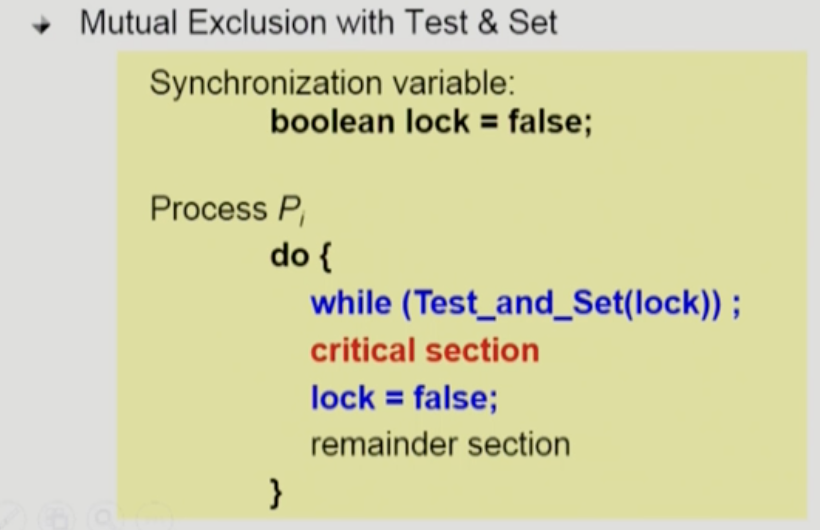 Mutual Exclusion with Test & Set
Synchronization variable:
boolean lock = false;
Process Pi
do {
while (Test_and_Set(lock)) ;
critical section
lock = false;
remainder section
}